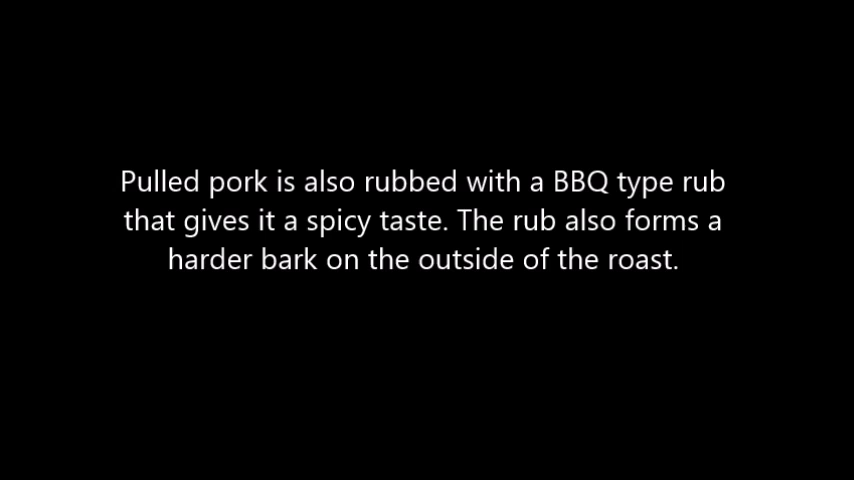 Pulled pork is also rubbed with a BBQ type rub
that gives it a spicy taste. The rub also forms a
harder bark on the outside of the roast.